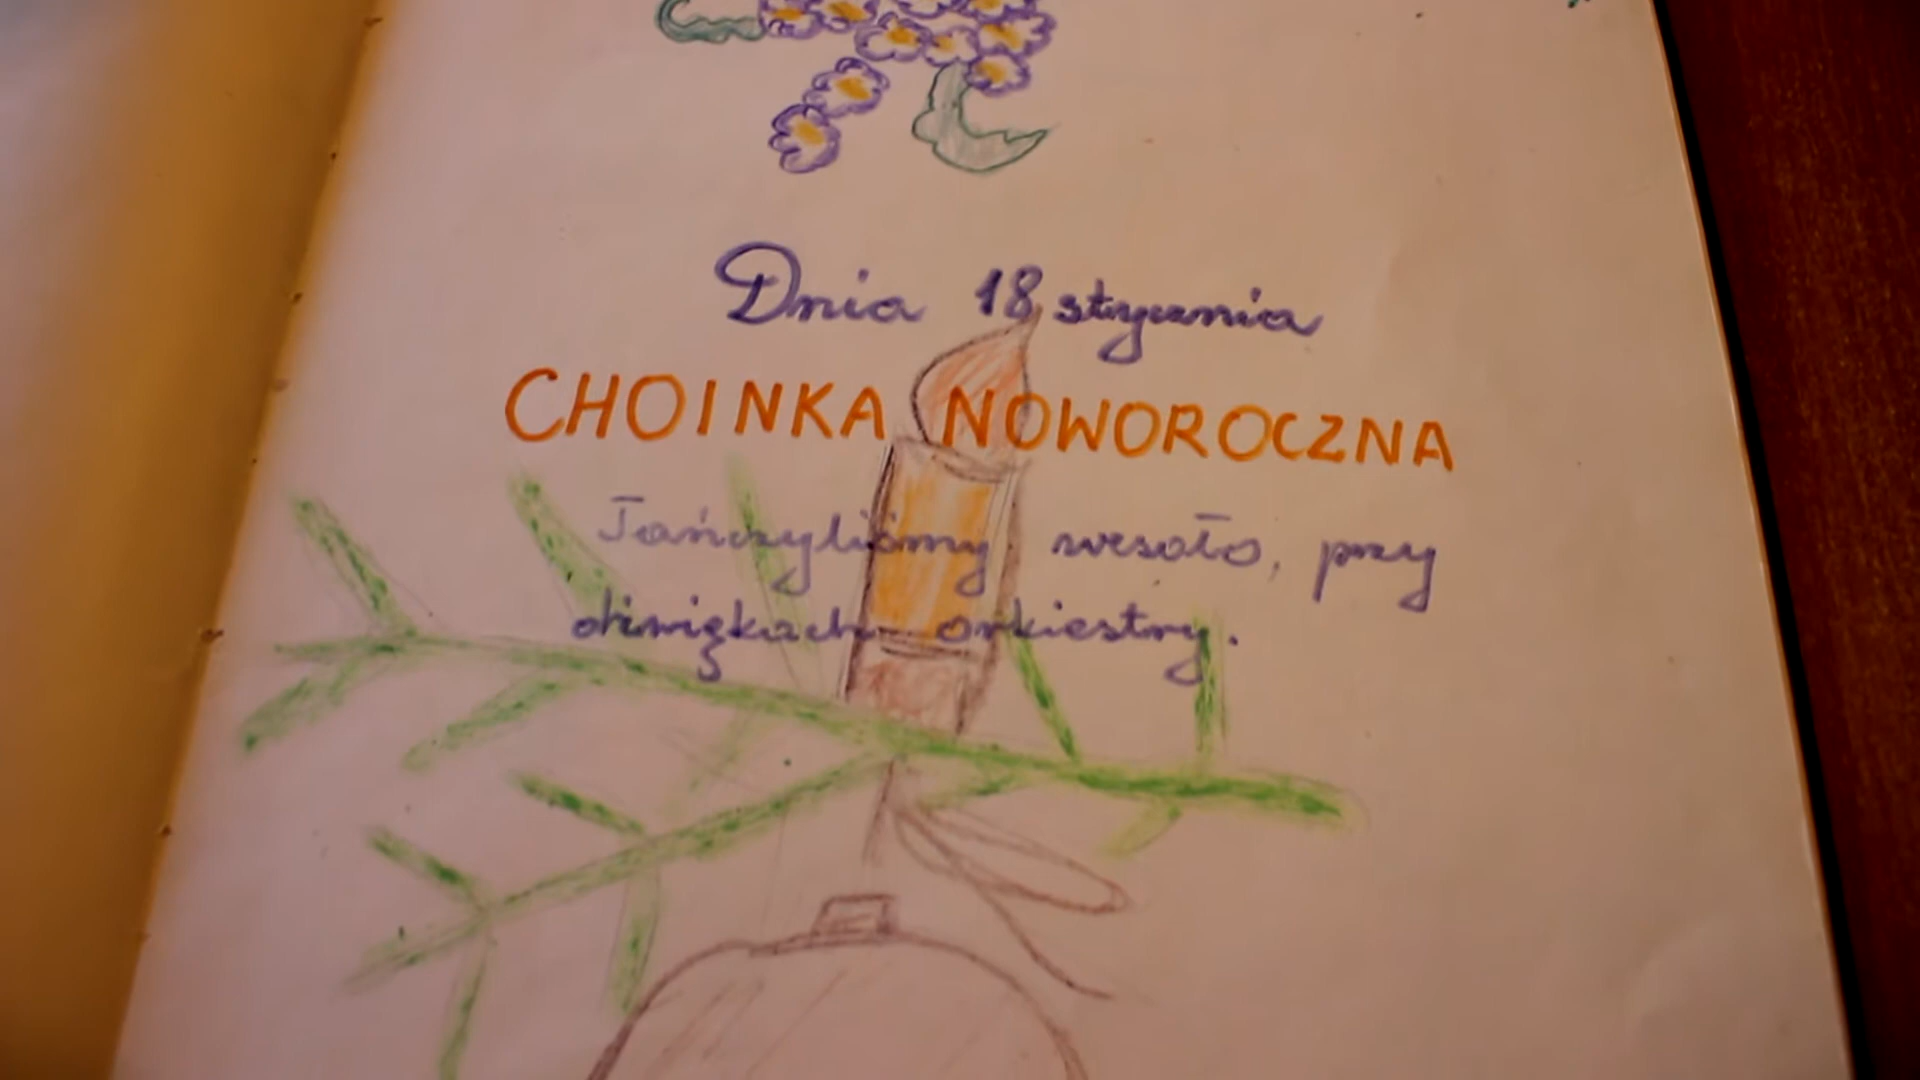 Dnia 18 stycznia
CHOINKA NOWOROCZNA
Tańczyliśmy wesoło, przy
dźwiękach orkiestry.